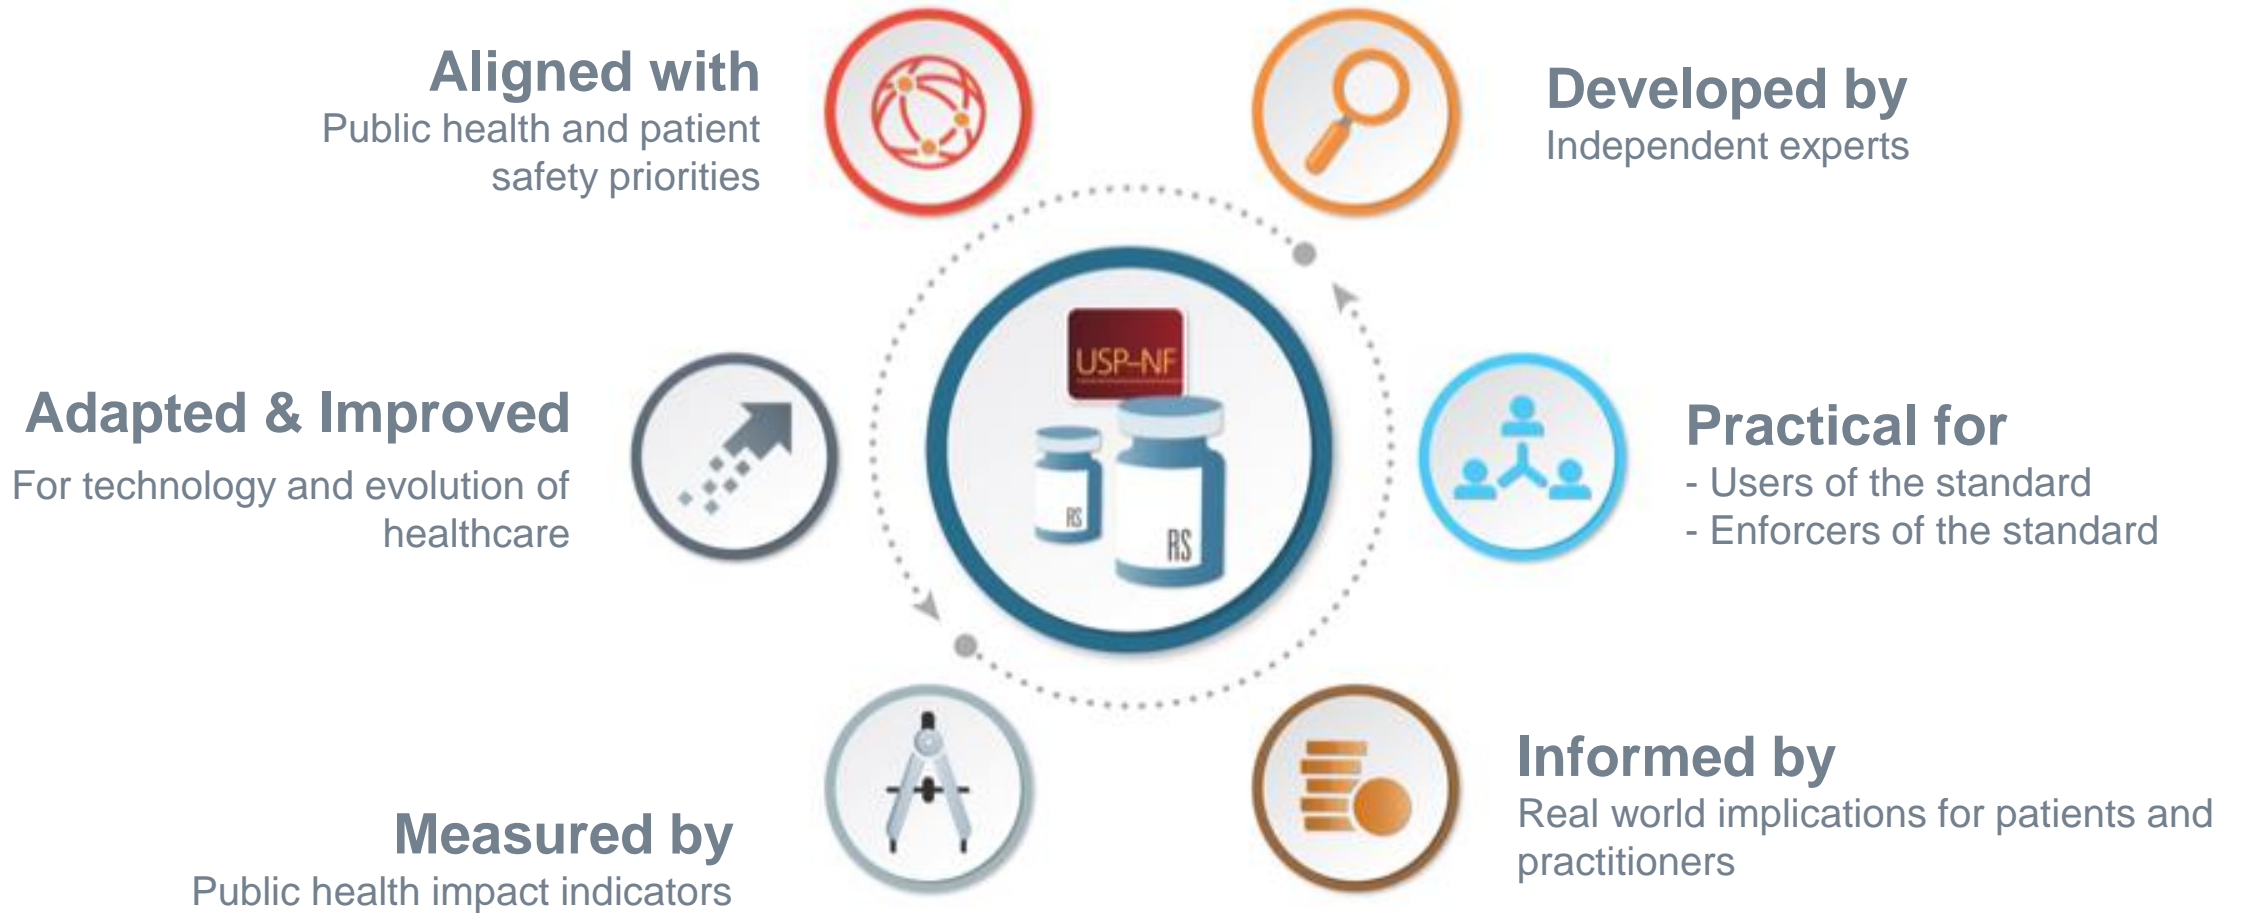 Aligned with
Public health and patient
safety priorities
Developed by
Independent experts
Adapted & Improved
For technology and evolution of
healthcare
USP–NF
RS
RS
Practical for
- Users of the standard
- Enforcers of the standard
Measured by
Public health impact indicators
Informed by
Real world implications for patients and
practitioners